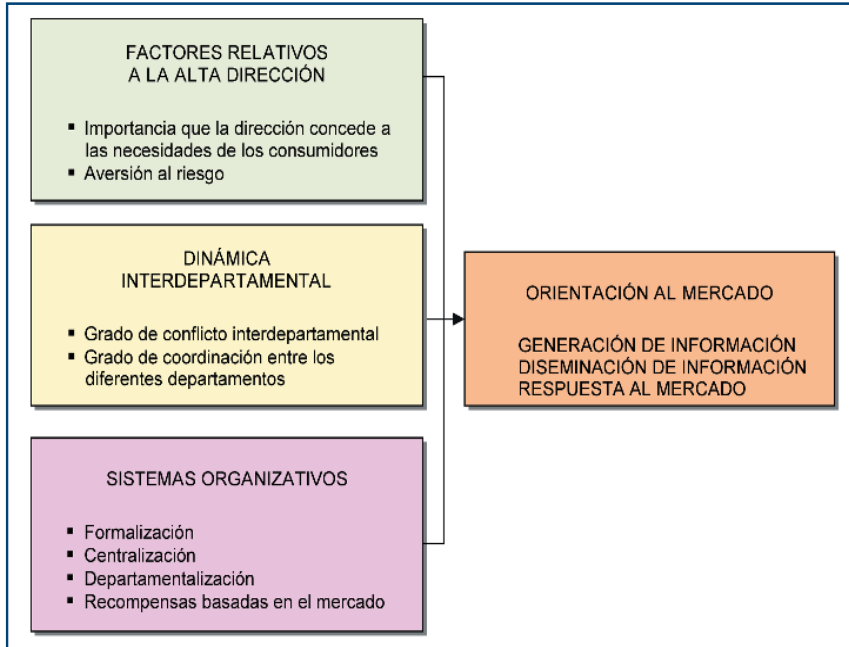 FACTORES RELATIVOS
A LA ALTA DIRECCIÓN
▪ Importancia que la dirección concede a
las necesidades de los consumidores
▪ Aversión al riesgo
DINÁMICA
INTERDEPARTAMENTAL
▪ Grado de conflicto interdepartamental
▪ Grado de coordinación entre los
diferentes departamentos
SISTEMAS ORGANIZATIVOS
▪ Formalización
▪ Centralización
▪ Departamentalización
▪ Recompensas basadas en el mercado
ORIENTACIÓN AL MERCADO
GENERACIÓN DE INFORMACIÓN
DISEMINACIÓN DE INFORMACIÓN
RESPUESTA AL MERCADO